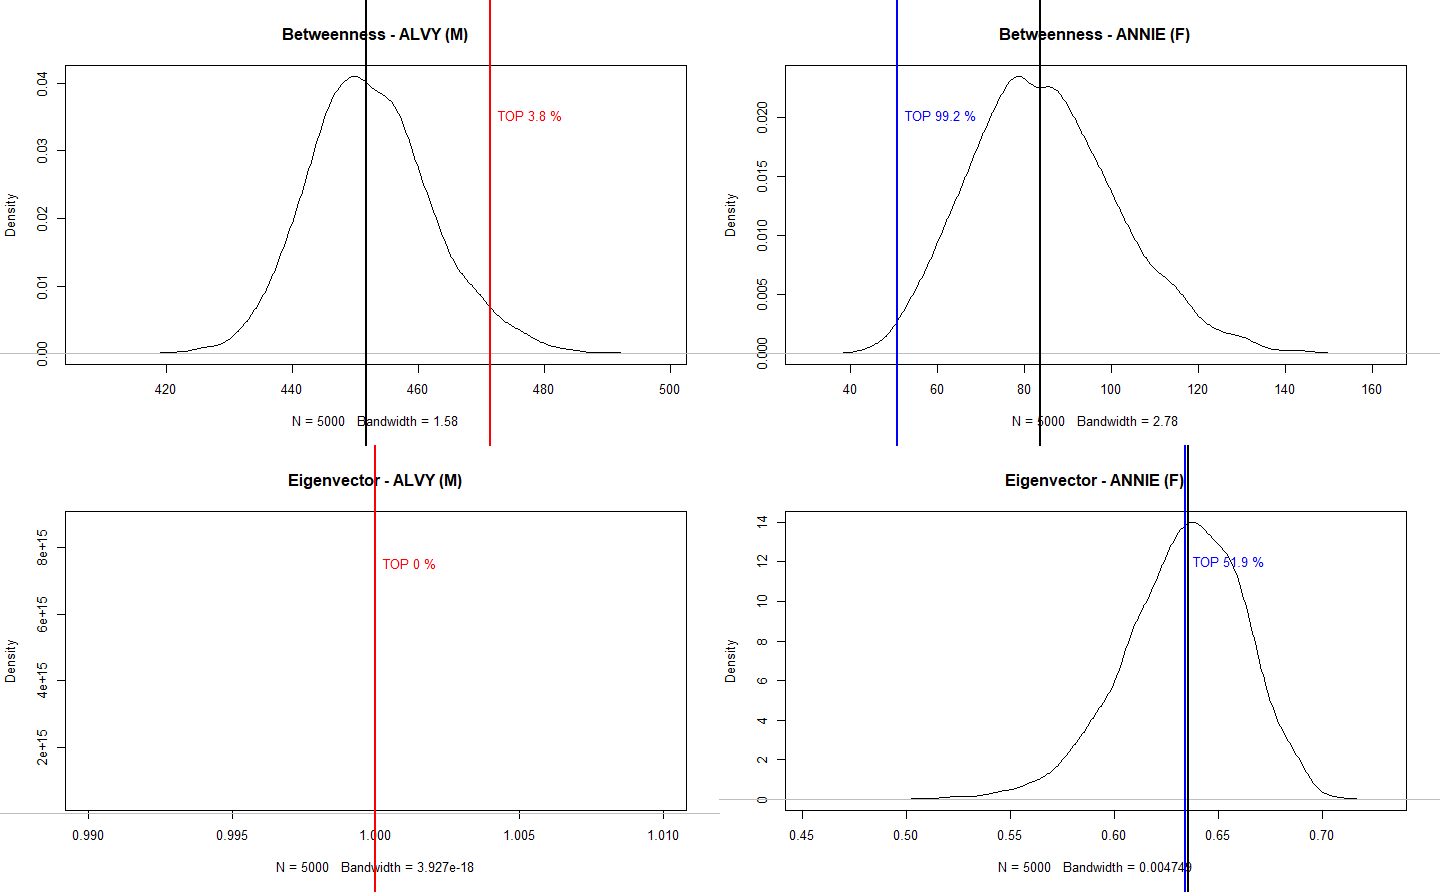 Betweenness - ALVY (M)
TOP 3.8 %
Density
0.04
0.03
0.02
0.01
0.00
420 440 460 480 500
N = 5000 Bandwidth = 1.58
Betweenness - ANNIE (F)
TOP 99.2 %
Density
0.020
0.015
0.010
0.005
0.000
40 60 80 100 120 140 160
N = 5000 Bandwidth = 2.78
Eigenvector - ALVY (M)
TOP 0 %
Density
8e+15
6e+15
4e+15
2e+15
0.990 0.995 1.000 1.005 1.010
N = 5000 Bandwidth = 3.927e-18
Eigenvector - ANNIE (F)
TOP 51.9 %
Density
14
12
10
8
6
4
2
0
0.45 0.50 0.55 0.60 0.65 0.70
N = 5000 Bandwidth = 0.004749